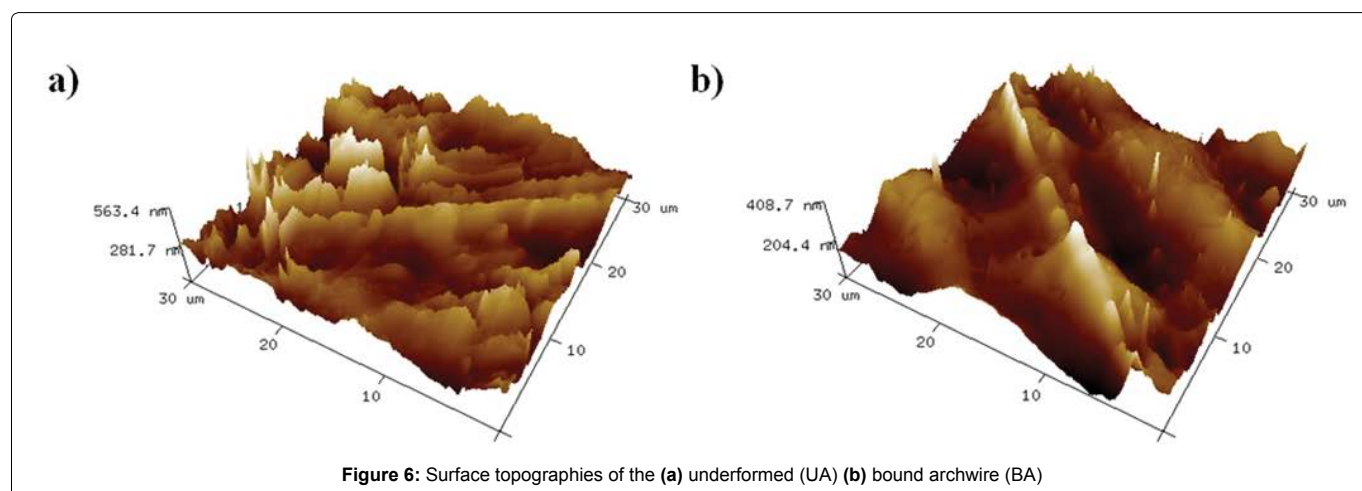 a)
563.4 nm
281.7 nm
30 um
20
10
10
20
30 um
b)
408.7 nm
204.4 nm
30 um
20
10
10
20
30 um
Figure 6: Surface topographies of the (a) underformed (UA) (b) bound archwire (BA)